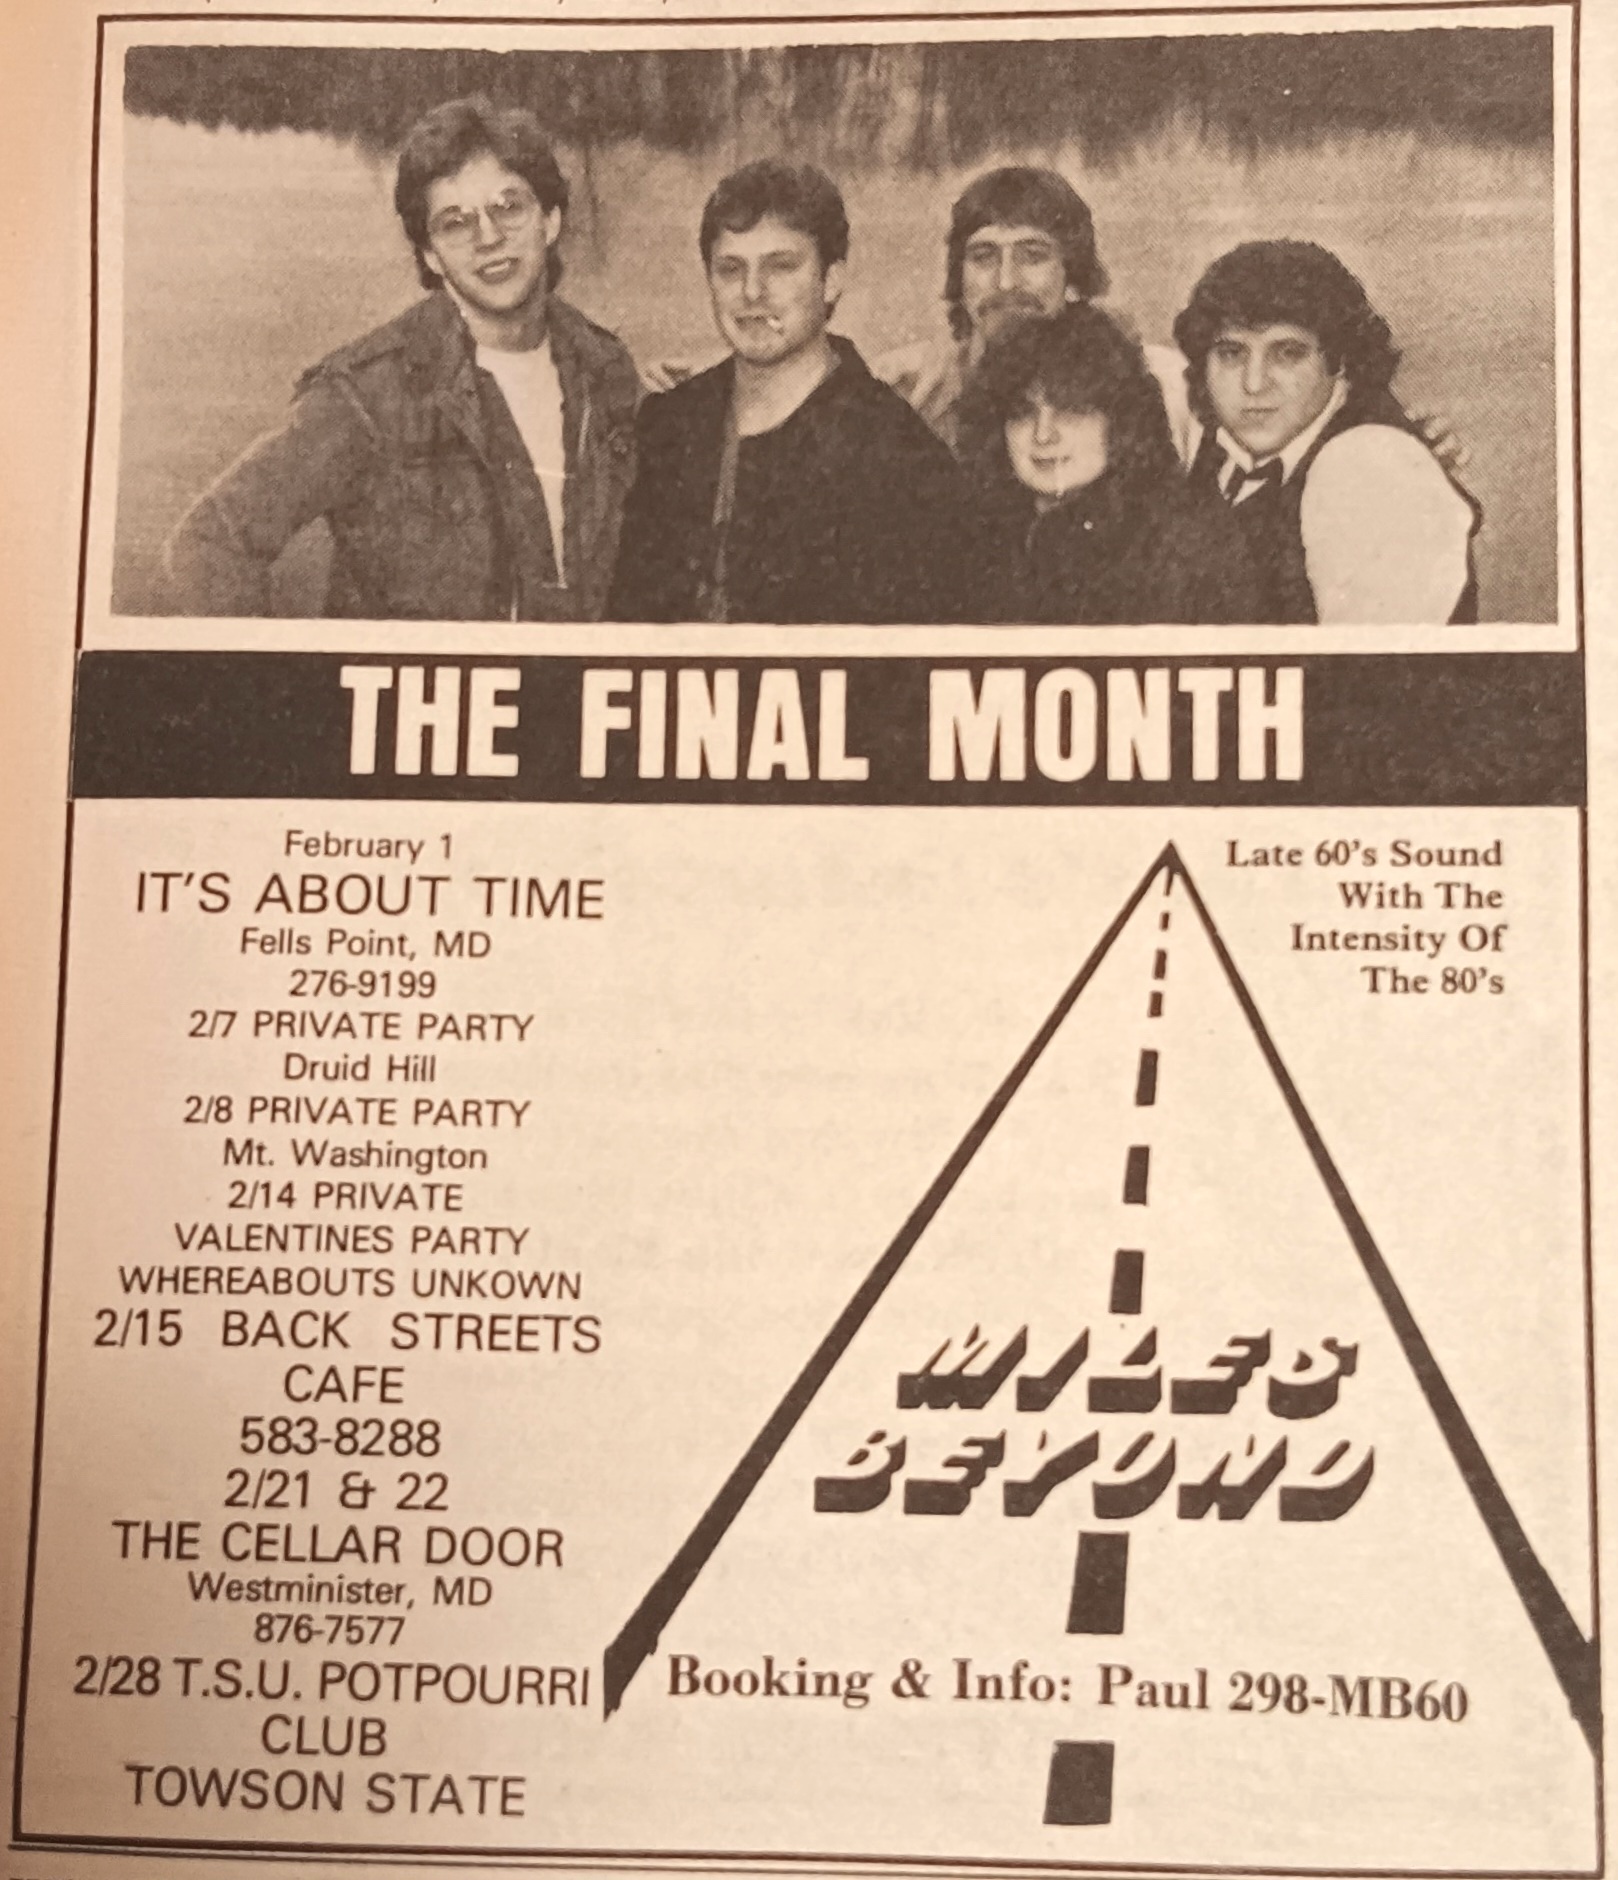 THE FINAL MONTH
February 1
IT'S ABOUT TIME
Fells Point, MD
276-9199
2/7 PRIVATE PARTY
Druid Hill
2/8 PRIVATE PARTY
Mt. Washington
2/14 PRIVATE
VALENTINES PARTY
WHEREABOUTS UNKOWN
2/15 BACK STREETS
CAFE
583-8288
2/21 & 22
THE CELLAR DOOR
Westminister, MD
876-7577
2/28 T.S.U. POTPOURRI
CLUB
TOWSON STATE
Late 60's Sound
With The
Intensity Of
The 80's
MILES
BEYOND
Booking & Info: Paul 298-MB60